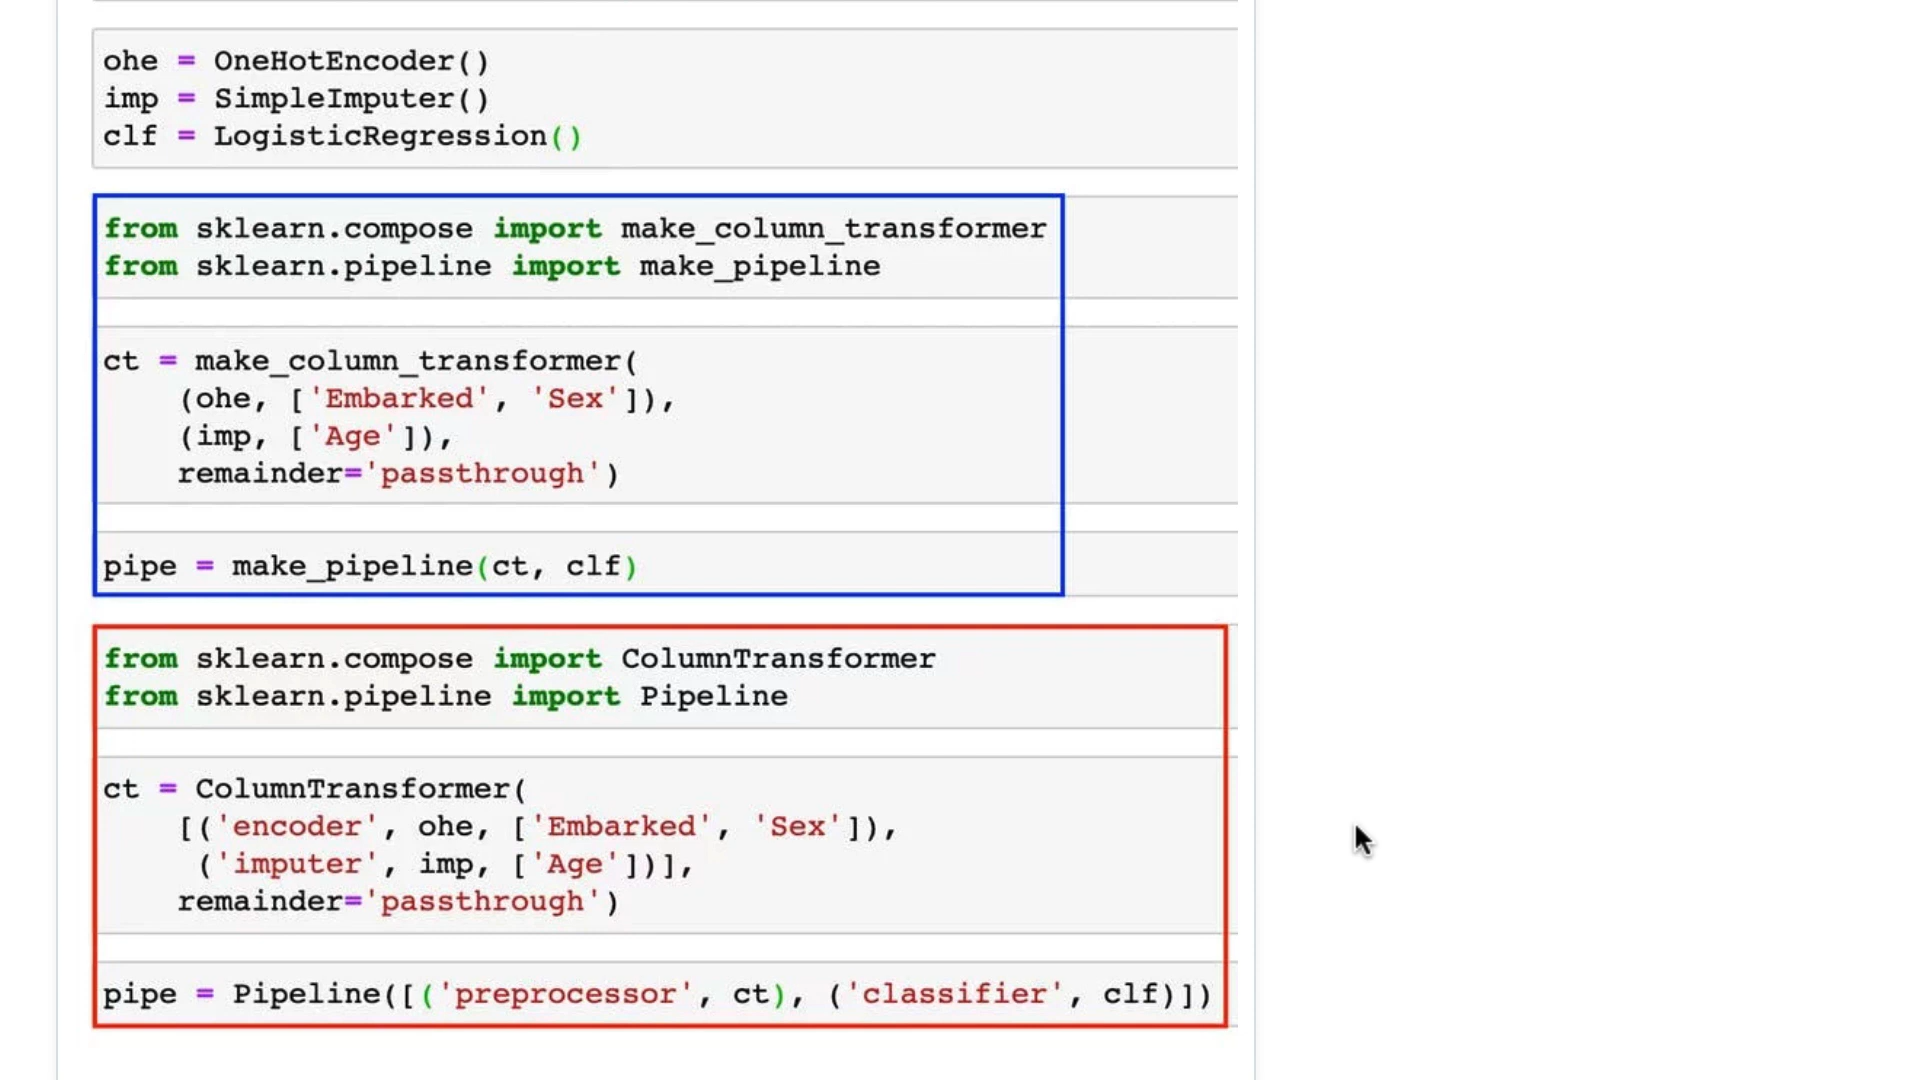 ohe = OneHotEncoder()
imp = SimpleImputer()
clf = LogisticRegression()
from sklearn.compose import make_column_transformer
from sklearn.pipeline import make_pipeline
ct = make_column_transformer(
    (ohe, ['Embarked', 'Sex']),
    (imp, ['Age']),
    remainder='passthrough')
pipe = make_pipeline(ct, clf)
from sklearn.compose import ColumnTransformer
from sklearn.pipeline import Pipeline
ct = ColumnTransformer(
    [('encoder', ohe, ['Embarked', 'Sex']),
     ('imputer', imp, ['Age'])],
    remainder='passthrough')
pipe = Pipeline([('preprocessor', ct), ('classifier', clf)])